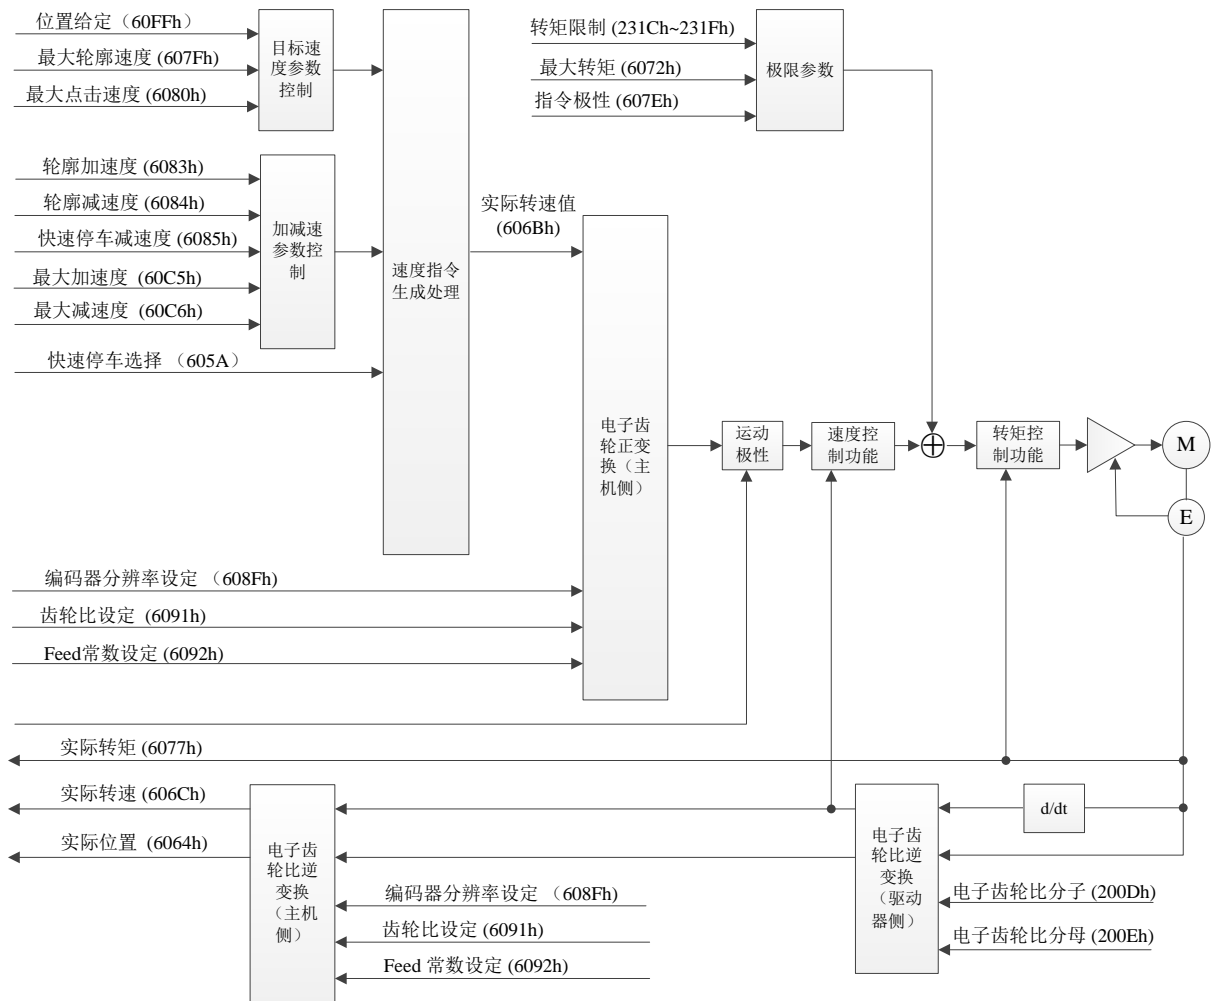 位置给定（60FFh）
最大轮廓速度 (607Fh)
最大点击速度 (6080h)
目标速
度参数
控制
转矩限制 (231Ch~231Fh)
最大转矩 (6072h)
指令极性 (607Eh)
极限参数
轮廓加速度 (6083h)
轮廓减速度 (6084h)
快速停车减速度 (6085h)
最大加速度 (60C5h)
最大减速度 (60C6h)
加减速
参数控
制
快速停车选择 （605A）
速度指令
生成处理
实际转速值
(606Bh)
电子齿
轮正变
换（主
机侧）
运动
极性
速度控
制功能
转矩控
制功能
M
E
编码器分辨率设定 （608Fh)
齿轮比设定 (6091h)
Feed常数设定 (6092h)
实际转矩 (6077h)
实际转速 (606Ch)
实际位置 (6064h)
电子齿
轮比逆
变换
（主机
侧）
编码器分辨率设定 （608Fh)
齿轮比设定 (6091h)
Feed 常数设定 (6092h)
电子齿
轮比逆
变换
（驱动
器侧）
d/dt
电子齿轮比分子 (200Dh)
电子齿轮比分母 (200Eh)